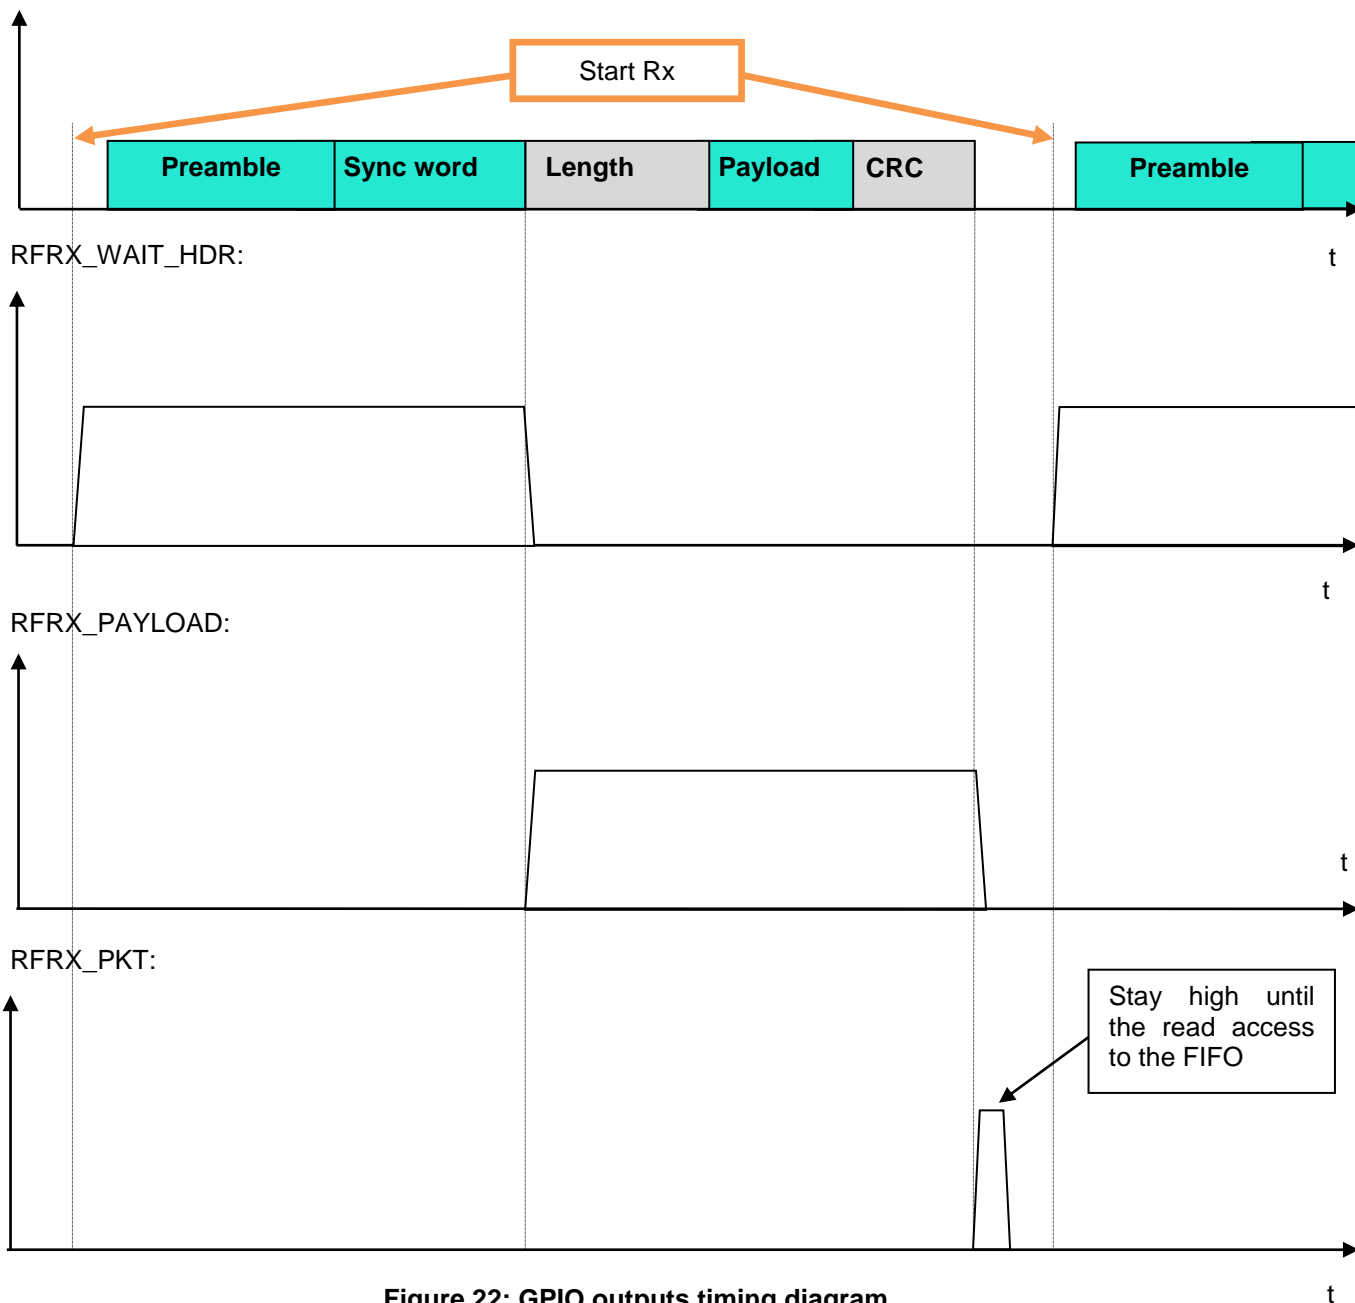 Start Rx
Preamble Sync word Length Payload CRC Preamble
RFRX_WAIT_HDR:
t
t
RFRX_PAYLOAD:
t
RFRX_PKT:
Stay high until
the read access
to the FIFO
t
Figure 22: GPIO outputs timing diagram